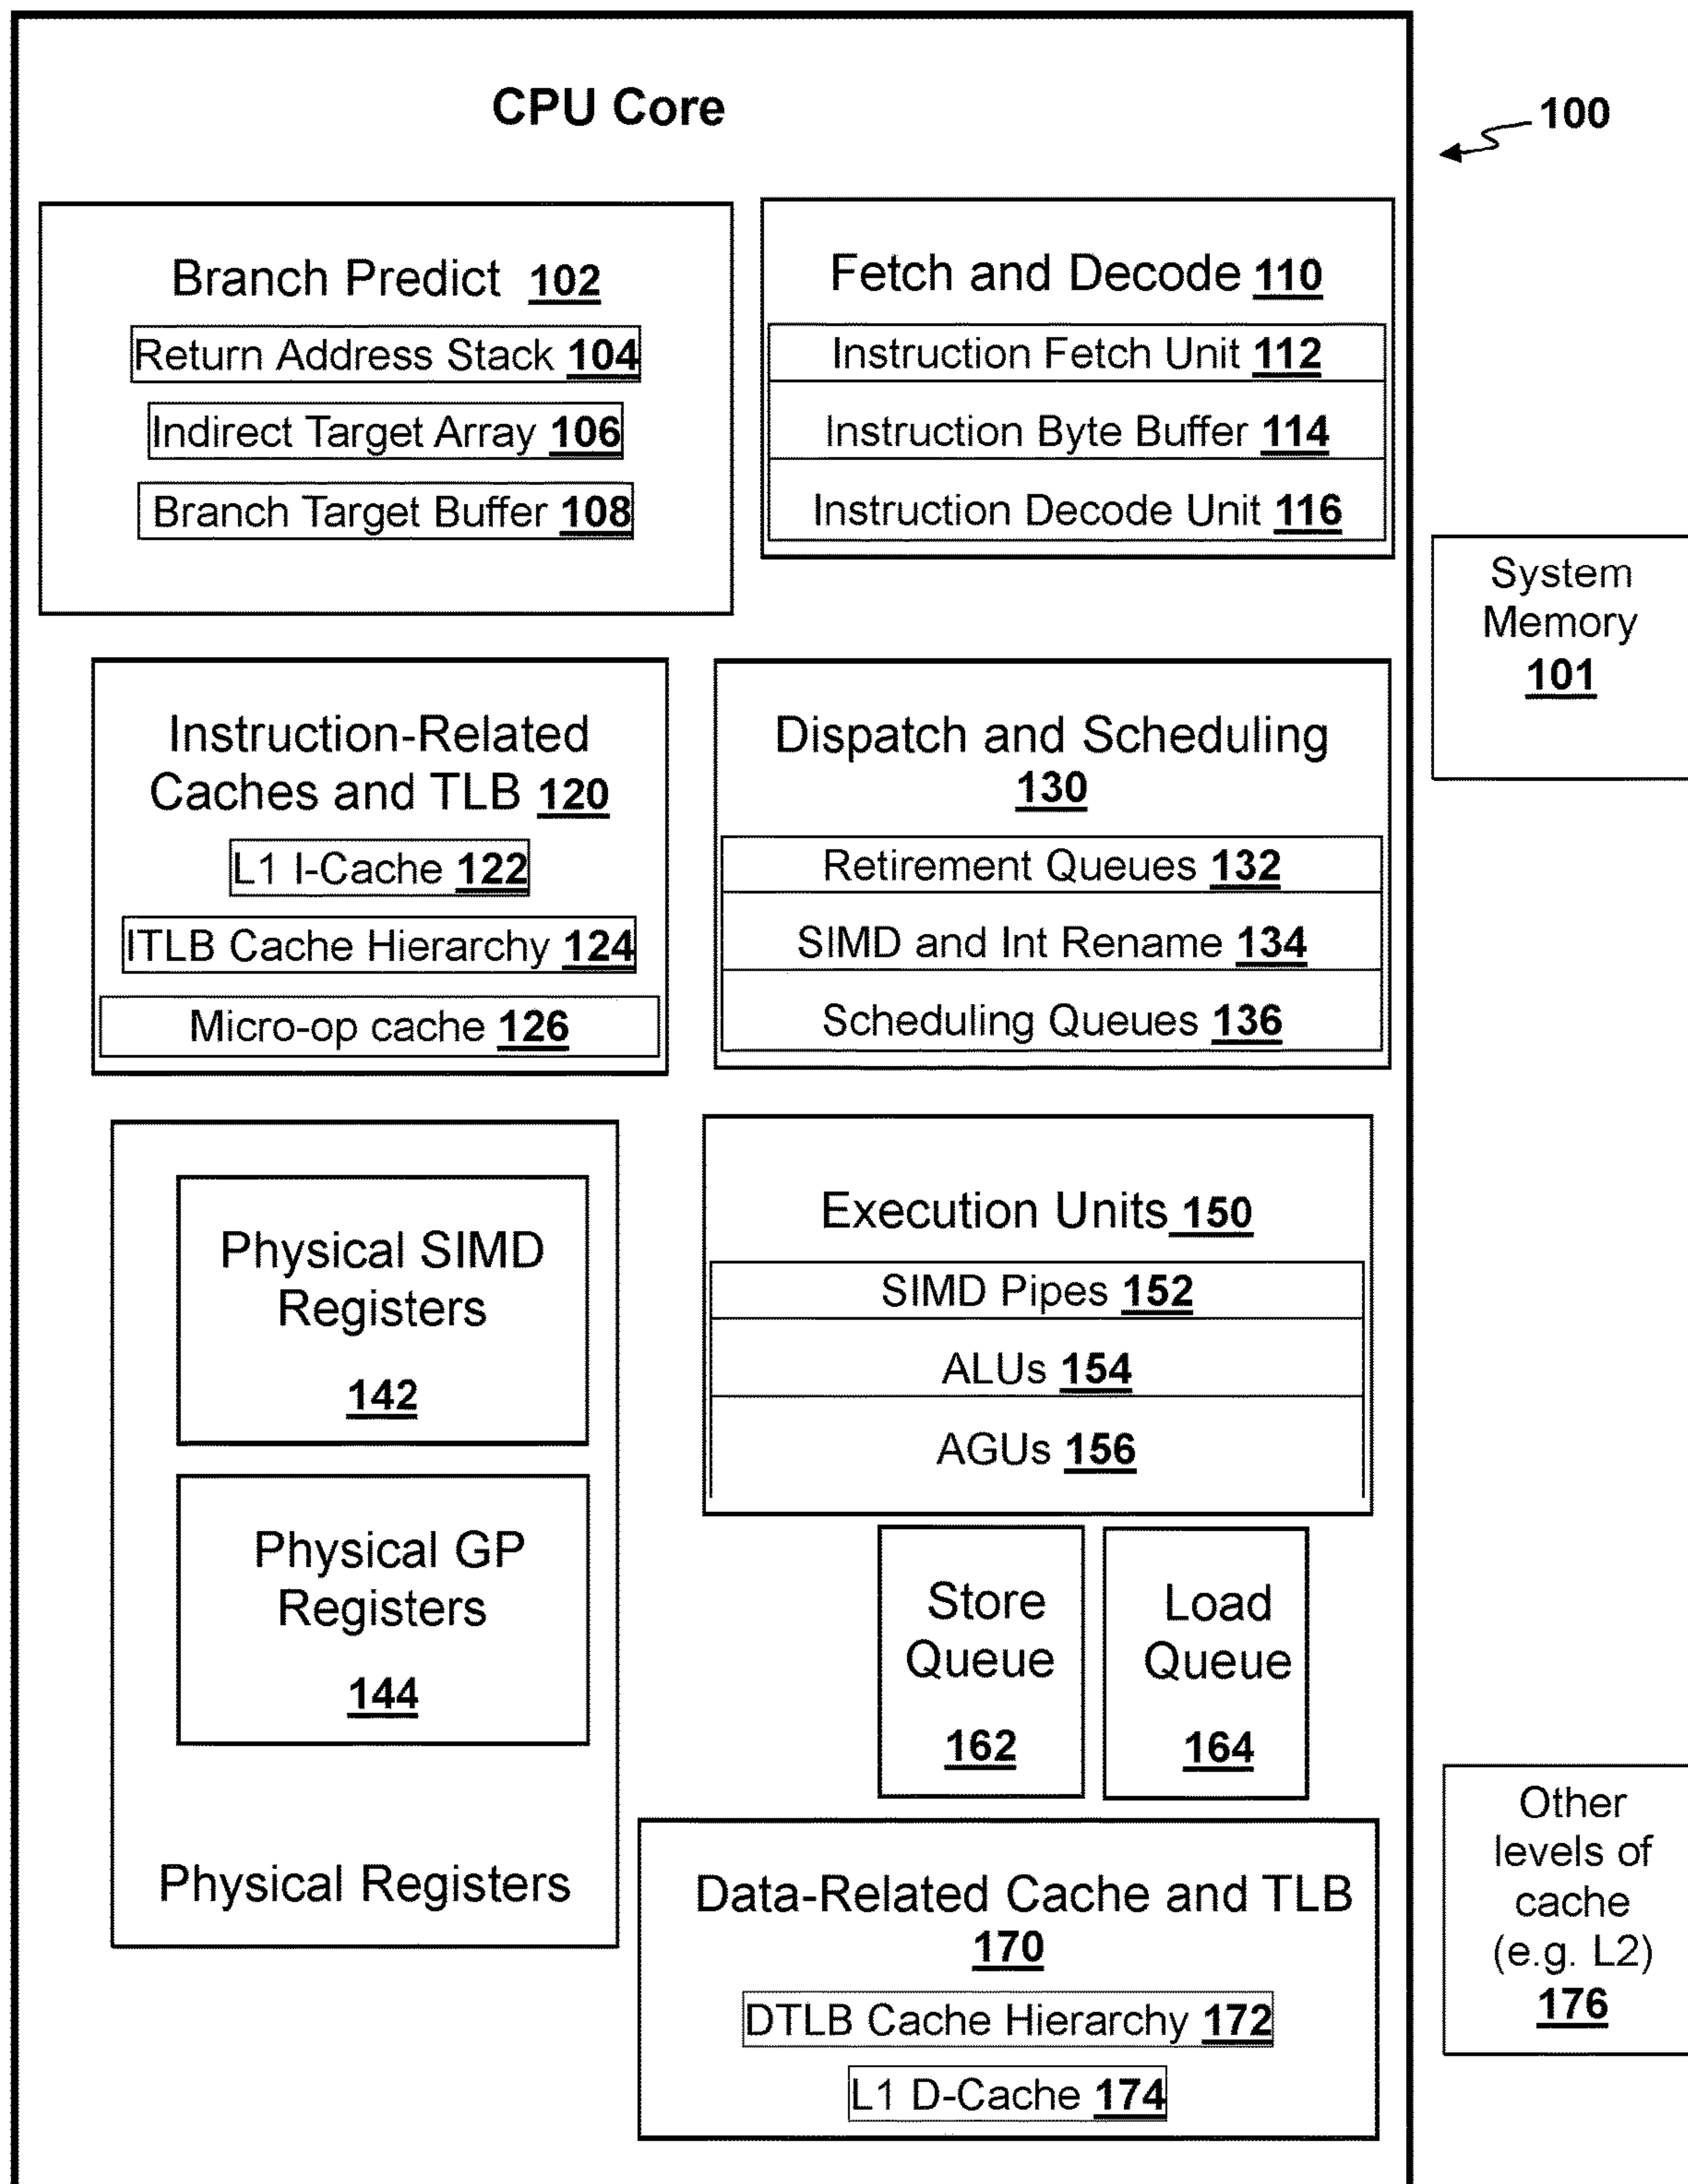 CPU Core
100
Branch Predict 102
Return Address Stack 104
Indirect Target Array 106
Branch Target Buffer 108
Fetch and Decode 110
Instruction Fetch Unit 112
Instruction Byte Buffer 114
Instruction Decode Unit 116
System
Memory
101
Instruction-Related
Caches and TLB 120
L1 I-Cache 122
ITLB Cache Hierarchy 124
Micro-op cache 126
Dispatch and Scheduling
130
Retirement Queues 132
SIMD and Int Rename 134
Scheduling Queues 136
Physical SIMD
Registers
142
Physical GP
Registers
144
Physical Registers
Execution Units 150
SIMD Pipes 152
ALUs 154
AGUs 156
Store
Queue
162
Load
Queue
164
Data-Related Cache and TLB
170
DTLB Cache Hierarchy 172
L1 D-Cache 174
Other
levels of
cache
(e.g. L2)
176